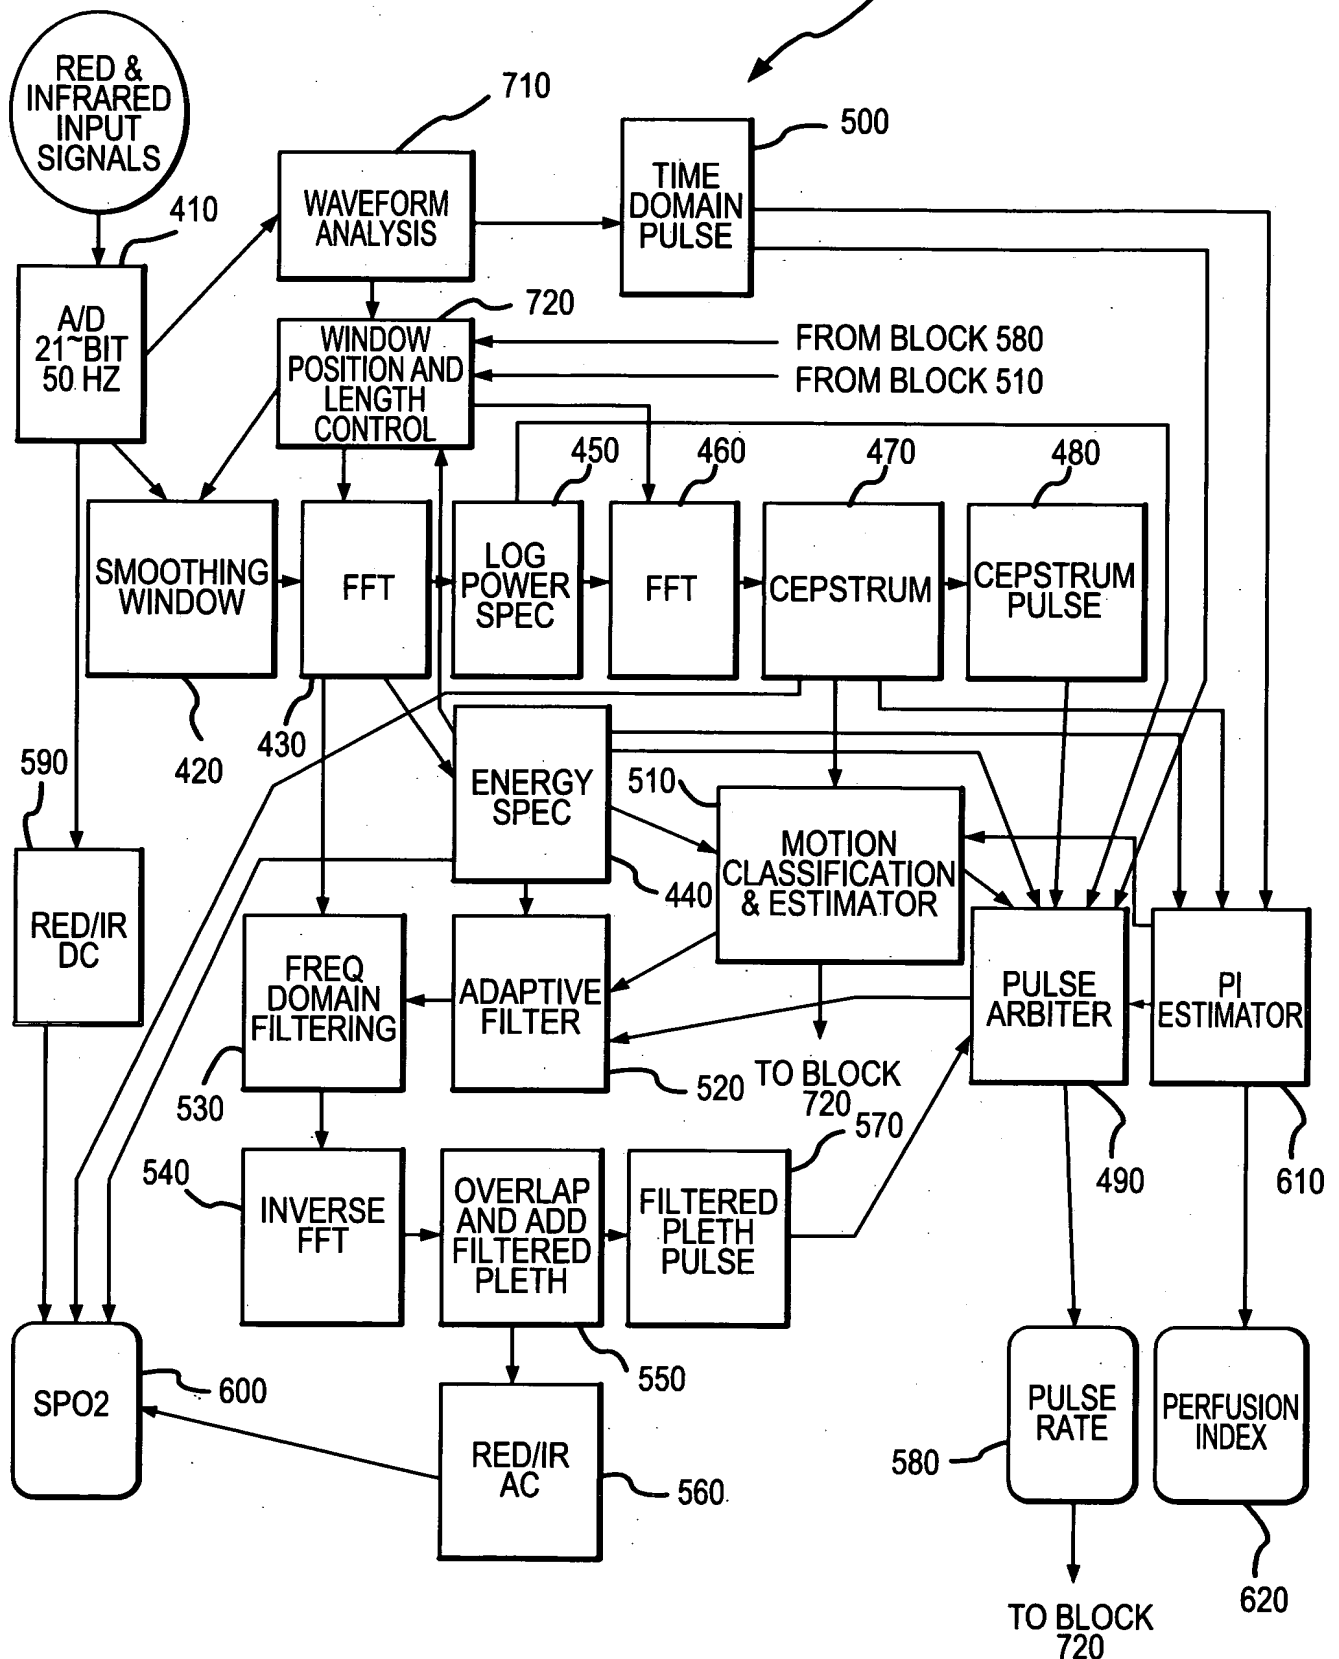 RED &
INFRARED
INPUT
SIGNALS
410
A/D
21~BIT
50 HZ
710
WAVEFORM
ANALYSIS
500
TIME
DOMAIN
PULSE
720
WINDOW
POSITION AND
LENGTH
CONTROL
FROM BLOCK 580
FROM BLOCK 510
450
460
470
480
SMOOTHING
WINDOW
FFT
LOG
POWER
SPEC
FFT
CEPSTRUM
CEPSTRUM
PULSE
420
430
590
RED/IR
DC
ENERGY
SPEC
440
510
MOTION
CLASSIFICATION
& ESTIMATOR
FREQ
DOMAIN
FILTERING
530
ADAPTIVE
FILTER
520
TO BLOCK
720
PULSE
ARBITER
490
PI
ESTIMATOR
610
540
INVERSE
FFT
OVERLAP
AND ADD
FILTERED
PLETH
550
570
FILTERED
PLETH
PULSE
SPO2
600
RED/IR
AC
560
580
PULSE
RATE
PERFUSION
INDEX
620
TO BLOCK
720